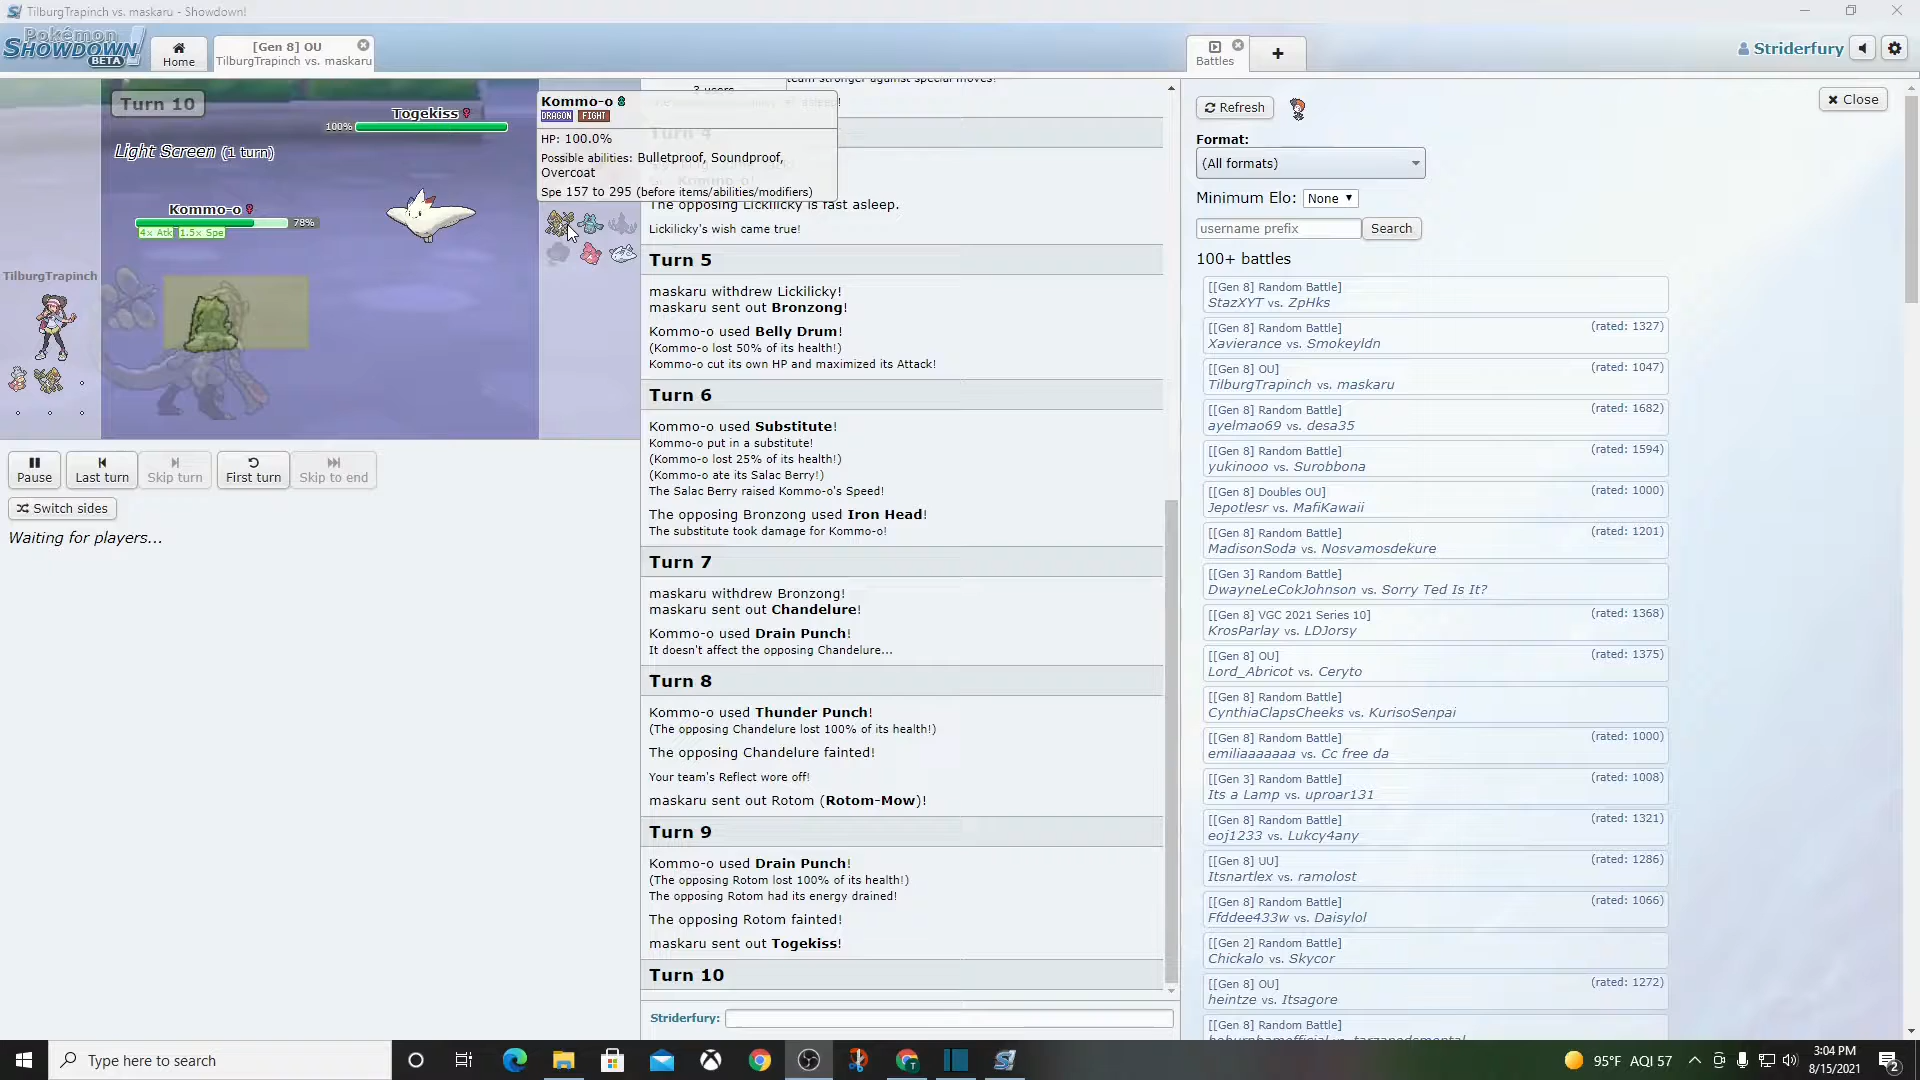 TilburgTrapinch vs. maskaru - Showdown!
Pokémon
SHOWDOWN
BETA
Home
[Gen 8] OU
TilburgTrapinch vs. maskaru
Battles
+
Striderfury
Turn 10
Togekiss
100%
Light Screen (1 turn)
Kommo-o
78%
4x Atk 1.5x Spe
TilburgTrapinch
Kommo-o
DRAGON FIGHT
HP: 100.0%
Possible abilities: Bulletproof, Soundproof,
Overcoat
Spe 157 to 295 (before items/abilities/modifiers)
Pause
Last turn
Skip turn
First turn
Skip to end
Switch sides
Waiting for players...
team stronger against special moves!
3 users
Turn 4
The opposing Lickilicky is fast asleep.
Lickilicky's wish came true!
Turn 5
maskaru withdrew Lickilicky!
maskaru sent out Bronzong!
Kommo-o used Belly Drum!
(Kommo-o lost 50% of its health!)
Kommo-o cut its own HP and maximized its Attack!
Turn 6
Kommo-o used Substitute!
Kommo-o put in a substitute!
(Kommo-o lost 25% of its health!)
(Kommo-o ate its Salac Berry!)
The Salac Berry raised Kommo-o's Speed!
The opposing Bronzong used Iron Head!
The substitute took damage for Kommo-o!
Turn 7
maskaru withdrew Bronzong!
maskaru sent out Chandelure!
Kommo-o used Drain Punch!
It doesn't affect the opposing Chandelure...
Turn 8
Kommo-o used Thunder Punch!
(The opposing Chandelure lost 100% of its health!)
The opposing Chandelure fainted!
Your team's Reflect wore off!
maskaru sent out Rotom (Rotom-Mow)!
Turn 9
Kommo-o used Drain Punch!
(The opposing Rotom lost 100% of its health!)
The opposing Rotom had its energy drained!
The opposing Rotom fainted!
maskaru sent out Togekiss!
Turn 10
Striderfury:
Refresh
Close
Format:
(All formats)
Minimum Elo: None
username prefix
Search
100+ battles
[[Gen 8] Random Battle]
StazXYT vs. ZpHks
[[Gen 8] Random Battle] (rated: 1327)
Xavierance vs. Smokeyldn
[[Gen 8] OU] (rated: 1047)
TilburgTrapinch vs. maskaru
[[Gen 8] Random Battle] (rated: 1682)
ayelmao69 vs. desa35
[[Gen 8] Random Battle] (rated: 1594)
yukinooo vs. Surobbona
[[Gen 8] Doubles OU] (rated: 1000)
Jepotlesr vs. MafiKawaii
[[Gen 8] Random Battle] (rated: 1201)
MadisonSoda vs. Nosvamosdekure
[[Gen 3] Random Battle]
DwayneLeCokJohnson vs. Sorry Ted Is It?
[[Gen 8] VGC 2021 Series 10] (rated: 1368)
KrosParlay vs. LDJorsy
[[Gen 8] OU] (rated: 1375)
Lord_Abricot vs. Ceryto
[[Gen 8] Random Battle]
CynthiaClapsCheeks vs. KurisoSenpai
[[Gen 8] Random Battle] (rated: 1000)
emiliaaaaaaa vs. Cc free da
[[Gen 3] Random Battle] (rated: 1008)
Its a Lamp vs. uproar131
[[Gen 8] Random Battle] (rated: 1321)
eoj1233 vs. Lukcy4any
[[Gen 8] UU] (rated: 1286)
Itsnartlex vs. ramolost
[[Gen 8] Random Battle] (rated: 1066)
Ffddee433w vs. Daisylol
[[Gen 2] Random Battle]
Chickalo vs. Skycor
[[Gen 8] OU] (rated: 1272)
heintze vs. Itsagore
[[Gen 8] Random Battle] (rated: 1034)
Type here to search
95°F AQI 57
3:04 PM
8/15/2021
2